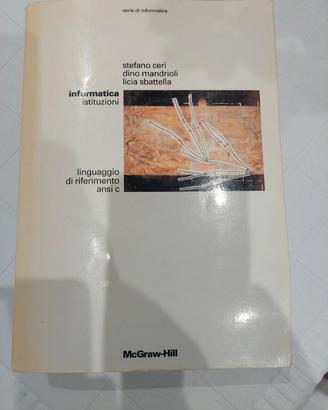 serie di informatica
stefano ceri
dino mandrioli
licia sbattella
informatica
istituzioni
linguaggio
di riferimento
ansi c
McGraw-Hill